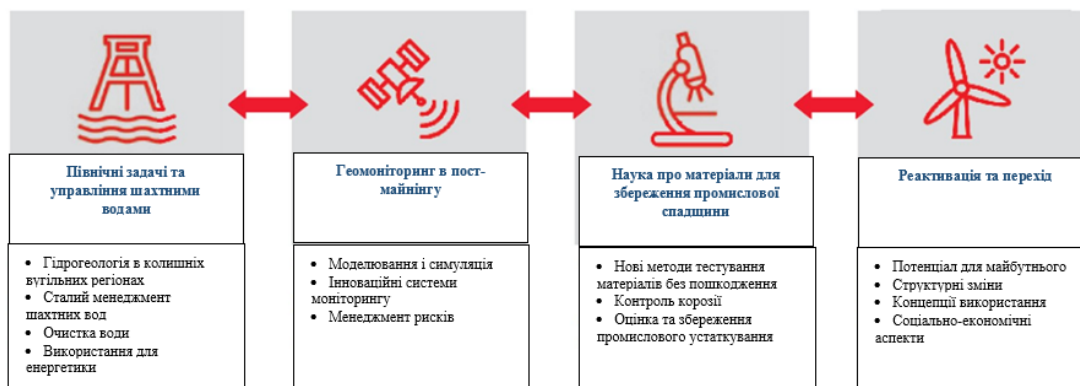 Північні задачі та
управління шахтними
водами
• Гідрогеологія в колишніх
вугільних регіонах
• Сталий менеджмент
шахтних вод
• Очистка води
• Використання для
енергетики
Геомоніторинг в пост-
майнінгу
• Моделювання і симуляція
• Інноваційні системи
моніторингу
• Менеджмент рисків
Наука про матеріали для
збереження промислової
спадщини
• Нові методи тестування
матеріалів без пошкодження
• Контроль корозії
• Оцінка та збереження
промислового устаткування
Реактивація та перехід
• Потенціал для майбутнього
• Структурні зміни
• Концепції використання
• Соціально-економічні
аспекти